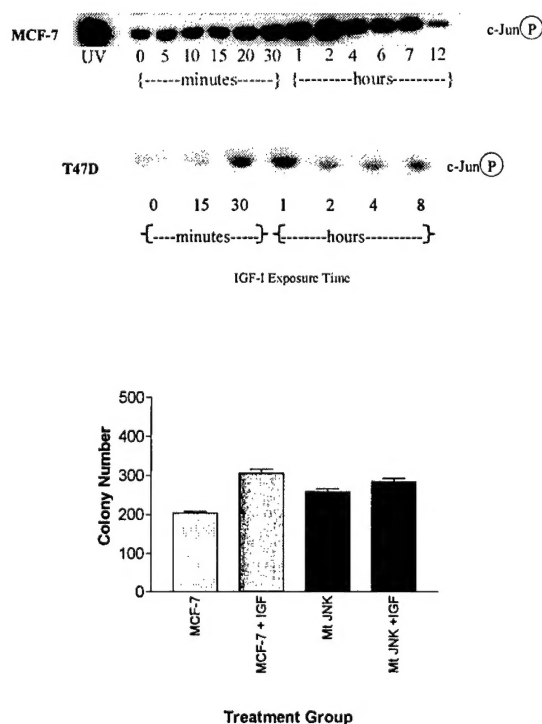 MCF-7
c-Jun P
UV 0 5 10 15 20 30 1 2 4 6 7 12
{-----minutes------} {---------hours---------}
T47D
c-Jun P
0 15 30 1 2 4 8
{-----minutes-----} {---------hours----------}
IGF-I Exposure Time
500
400
300
200
100
0
Colony Number
MCF-7
MCF-7 + IGF
Mt JNK
Mt JNK +IGF
Treatment Group